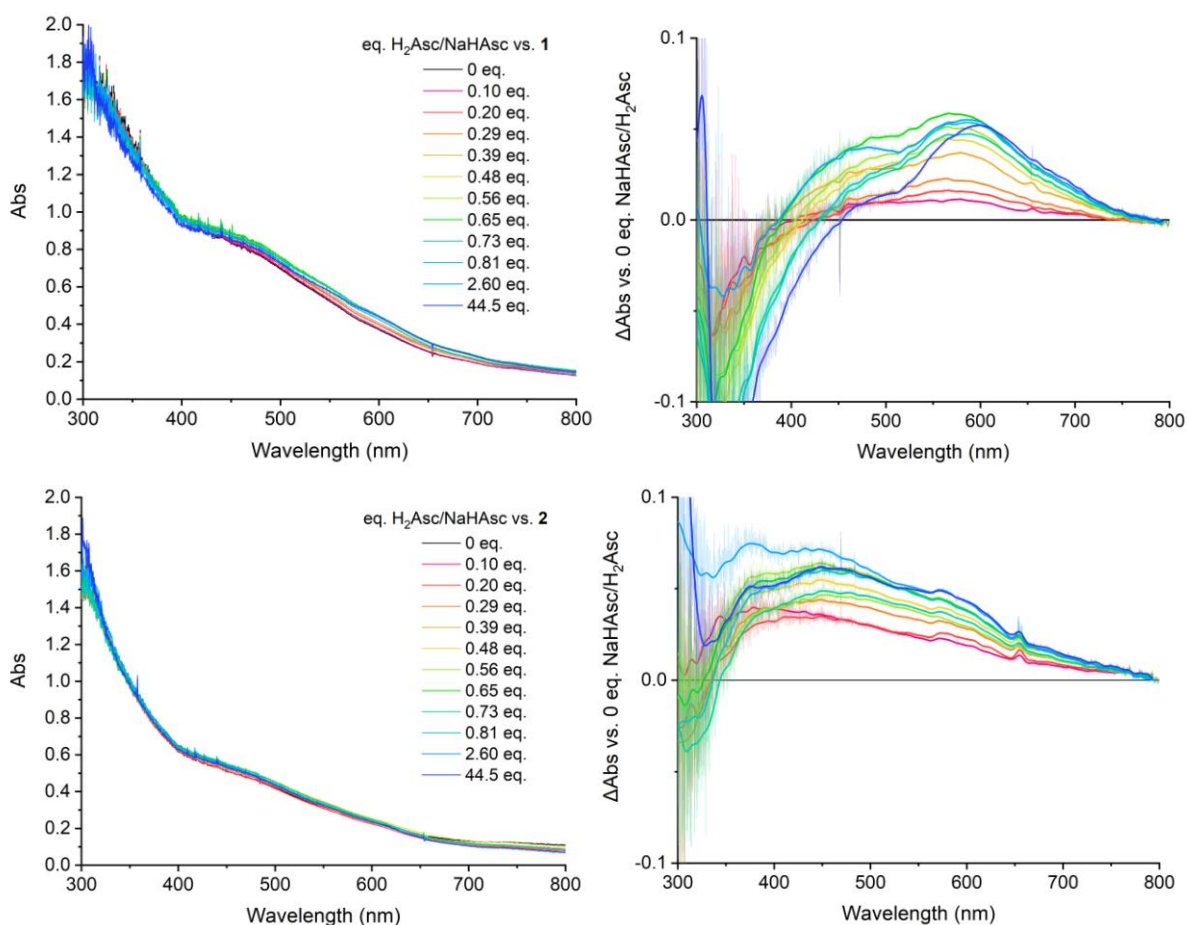 2.0
1.8
1.6
1.4
1.2
1.0
0.8
0.6
0.4
0.2
0.0
Abs
300 400 500 600 700 800
Wavelength (nm)
eq. H₂Asc/NaHAsc vs. 1
0 eq.
0.10 eq.
0.20 eq.
0.29 eq.
0.39 eq.
0.48 eq.
0.56 eq.
0.65 eq.
0.73 eq.
0.81 eq.
2.60 eq.
44.5 eq.
0.1
0.0
-0.1
ΔAbs vs. 0 eq. NaHAsc/H₂Asc
300 400 500 600 700 800
Wavelength (nm)
2.0
1.8
1.6
1.4
1.2
1.0
0.8
0.6
0.4
0.2
0.0
Abs
300 400 500 600 700 800
Wavelength (nm)
eq. H₂Asc/NaHAsc vs. 2
0 eq.
0.10 eq.
0.20 eq.
0.29 eq.
0.39 eq.
0.48 eq.
0.56 eq.
0.65 eq.
0.73 eq.
0.81 eq.
2.60 eq.
44.5 eq.
0.1
0.0
-0.1
ΔAbs vs. 0 eq. NaHAsc/H₂Asc
300 400 500 600 700 800
Wavelength (nm)